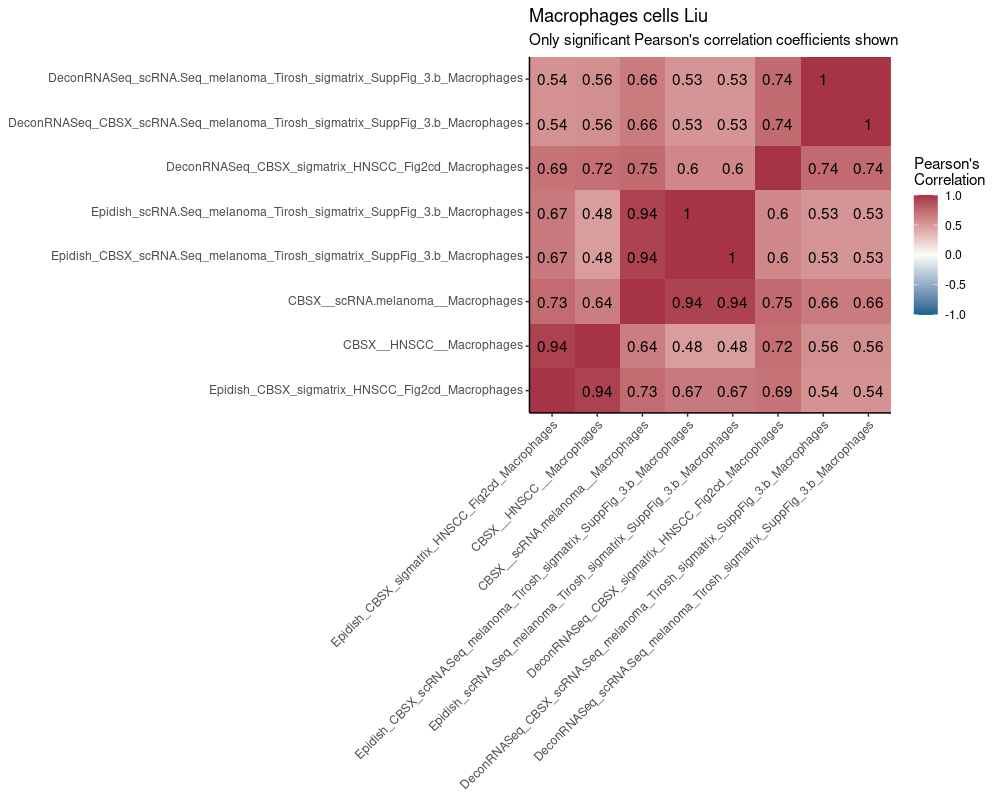 Macrophages cells Liu
Only significant Pearson's correlation coefficients shown
DeconRNASeq_scRNA.Seq_melanoma_Tirosh_sigmatrix_SuppFig_3.b_Macrophages 0.54 0.56 0.66 0.53 0.53 0.74 1
DeconRNASeq_CBSX_scRNA.Seq_melanoma_Tirosh_sigmatrix_SuppFig_3.b_Macrophages 0.54 0.56 0.66 0.53 0.53 0.74 1
DeconRNASeq_CBSX_sigmatrix_HNSCC_Fig2cd_Macrophages 0.69 0.72 0.75 0.6 0.6 0.74 0.74
Epidish_scRNA.Seq_melanoma_Tirosh_sigmatrix_SuppFig_3.b_Macrophages 0.67 0.48 0.94 1 0.6 0.53 0.53
Epidish_CBSX_scRNA.Seq_melanoma_Tirosh_sigmatrix_SuppFig_3.b_Macrophages 0.67 0.48 0.94 1 0.6 0.53 0.53
CBSX__scRNA.melanoma__Macrophages 0.73 0.64 0.94 0.94 0.75 0.66 0.66
CBSX__HNSCC__Macrophages 0.94 0.64 0.48 0.48 0.72 0.56 0.56
Epidish_CBSX_sigmatrix_HNSCC_Fig2cd_Macrophages 0.94 0.73 0.67 0.67 0.69 0.54 0.54
Epidish_CBSX_sigmatrix_HNSCC_Fig2cd_Macrophages
CBSX__HNSCC__Macrophages
CBSX__scRNA.melanoma__Macrophages
Epidish_CBSX_scRNA.Seq_melanoma_Tirosh_sigmatrix_SuppFig_3.b_Macrophages
Epidish_scRNA.Seq_melanoma_Tirosh_sigmatrix_SuppFig_3.b_Macrophages
DeconRNASeq_CBSX_sigmatrix_HNSCC_Fig2cd_Macrophages
DeconRNASeq_CBSX_scRNA.Seq_melanoma_Tirosh_sigmatrix_SuppFig_3.b_Macrophages
DeconRNASeq_scRNA.Seq_melanoma_Tirosh_sigmatrix_SuppFig_3.b_Macrophages
Pearson's
Correlation
1.0
0.5
0.0
-0.5
-1.0